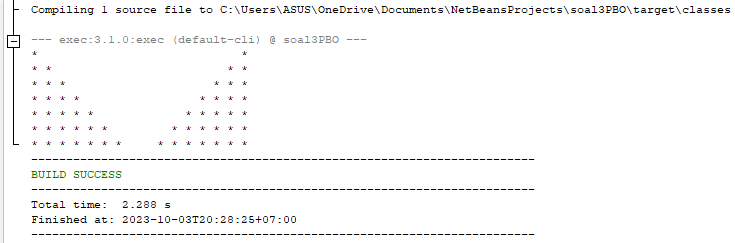 Compiling 1 source file to C:\Users\ASUS\OneDrive\Documents\NetBeansProjects\soal3PBO\target\classes
--- exec:3.1.0:exec (default-cli) @ soal3PBO ---
*                             *
* *                         * *
* * *                     * * *
* * * *                 * * * *
* * * * *             * * * * *
* * * * * *         * * * * * *
* * * * * * *     * * * * * * *
------------------------------------------------------------------------
BUILD SUCCESS
------------------------------------------------------------------------
Total time:  2.288 s
Finished at: 2023-10-03T20:28:25+07:00
------------------------------------------------------------------------